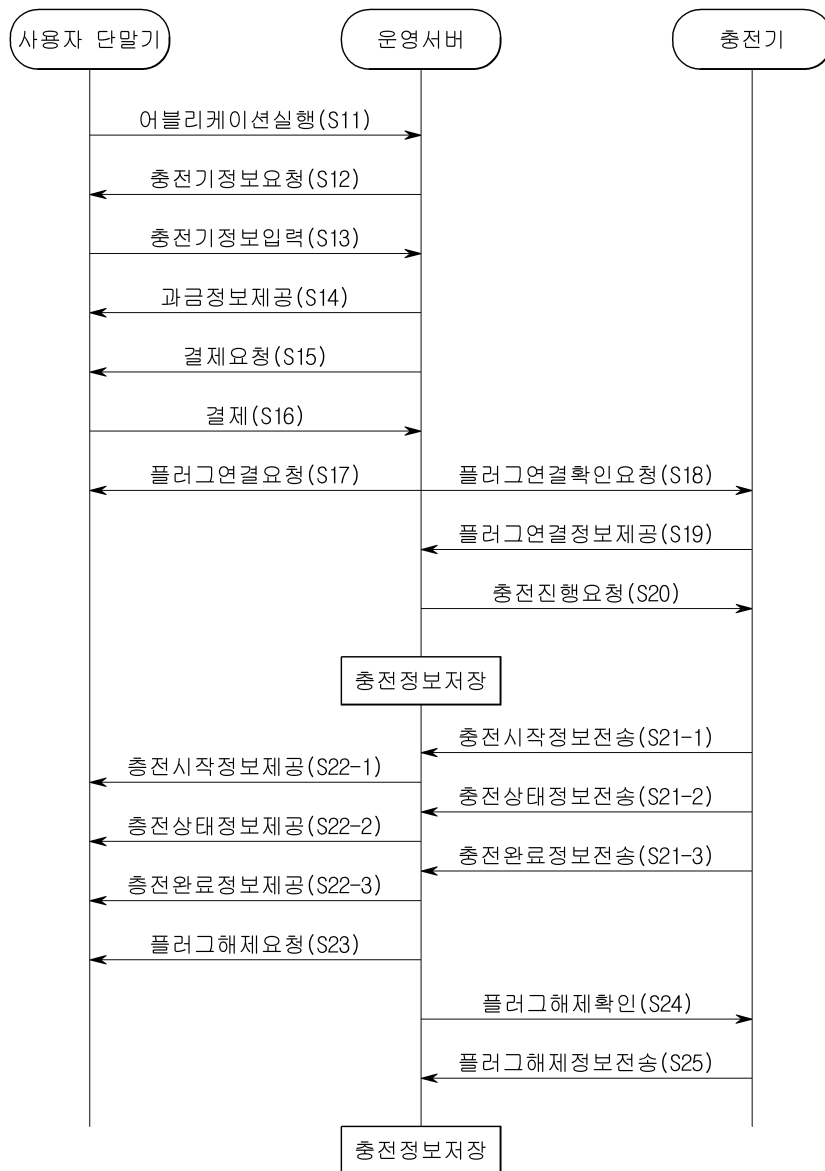 사용자 단말기
운영서버
충전기
어블리케이션실행(S11)
충전기정보요청(S12)
충전기정보입력(S13)
과금정보제공(S14)
결제요청(S15)
결제(S16)
플러그연결요청(S17)
플러그연결확인요청(S18)
플러그연결정보제공(S19)
충전진행요청(S20)
충전정보저장
충전시작정보전송(S21-1)
층전시작정보제공(S22-1)
충전상태정보전송(S21-2)
층전상태정보제공(S22-2)
충전완료정보전송(S21-3)
층전완료정보제공(S22-3)
플러그해제요청(S23)
플러그해제확인(S24)
플러그해제정보전송(S25)
충전정보저장